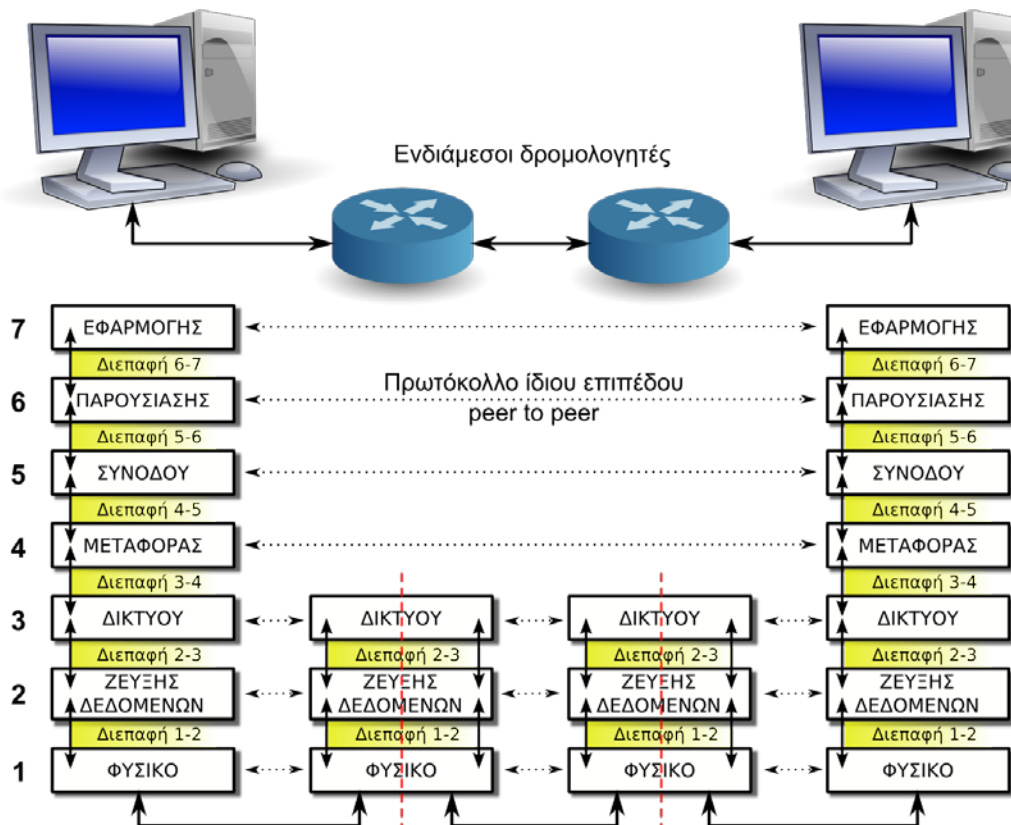 Ενδιάμεσοι δρομολογητές
7 ΕΦΑΡΜΟΓΗΣ ΕΦΑΡΜΟΓΗΣ
Διεπαφή 6-7 Διεπαφή 6-7
Πρωτόκολλο ίδιου επιπέδου
peer to peer
6 ΠΑΡΟΥΣΙΑΣΗΣ ΠΑΡΟΥΣΙΑΣΗΣ
Διεπαφή 5-6 Διεπαφή 5-6
5 ΣΥΝΟΔΟΥ ΣΥΝΟΔΟΥ
Διεπαφή 4-5 Διεπαφή 4-5
4 ΜΕΤΑΦΟΡΑΣ ΜΕΤΑΦΟΡΑΣ
Διεπαφή 3-4 Διεπαφή 3-4
3 ΔΙΚΤΥΟΥ ΔΙΚΤΥΟΥ ΔΙΚΤΥΟΥ ΔΙΚΤΥΟΥ
Διεπαφή 2-3 Διεπαφή 2-3 Διεπαφή 2-3 Διεπαφή 2-3
2 ΖΕΥΞΗΣ ΖΕΥΞΗΣ ΖΕΥΞΗΣ ΖΕΥΞΗΣ
ΔΕΔΟΜΕΝΩΝ ΔΕΔΟΜΕΝΩΝ ΔΕΔΟΜΕΝΩΝ ΔΕΔΟΜΕΝΩΝ
Διεπαφή 1-2 Διεπαφή 1-2 Διεπαφή 1-2 Διεπαφή 1-2
1 ΦΥΣΙΚΟ ΦΥΣΙΚΟ ΦΥΣΙΚΟ ΦΥΣΙΚΟ